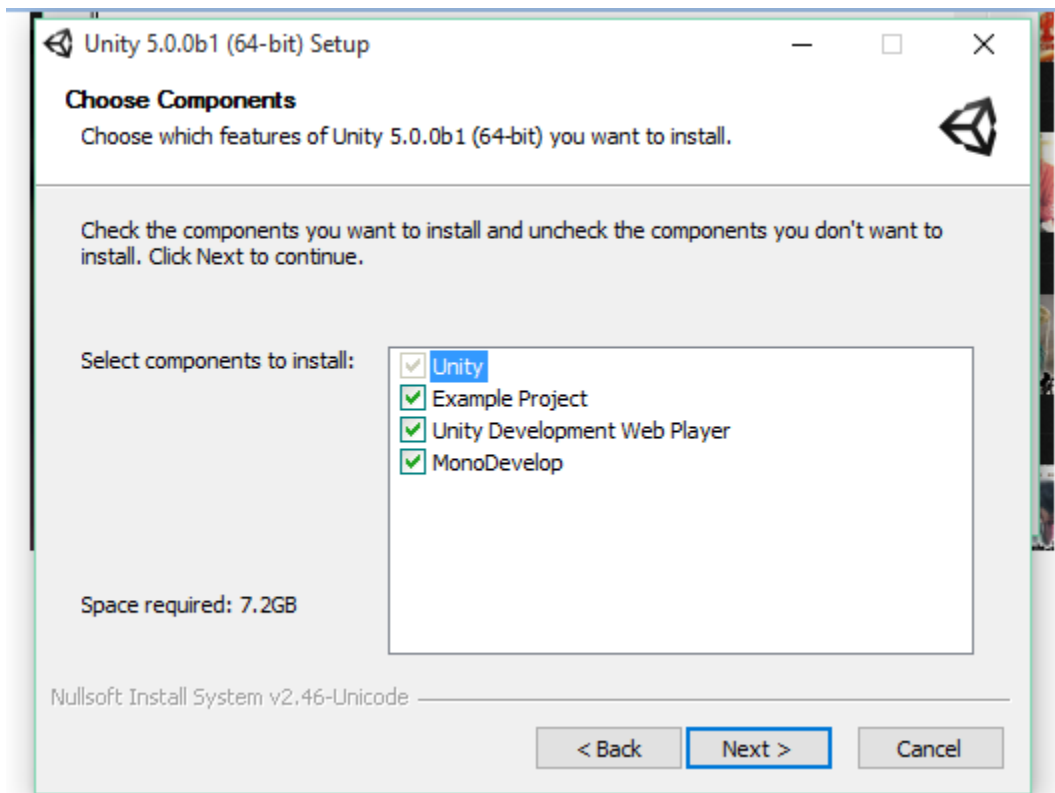 Unity 5.0.0b1 (64-bit) Setup
Choose Components
Choose which features of Unity 5.0.0b1 (64-bit) you want to install.
Check the components you want to install and uncheck the components you don't want to
install. Click Next to continue.
Select components to install:
Unity
Example Project
Unity Development Web Player
MonoDevelop
Space required: 7.2GB
Nullsoft Install System v2.46-Unicode
< Back
Next >
Cancel